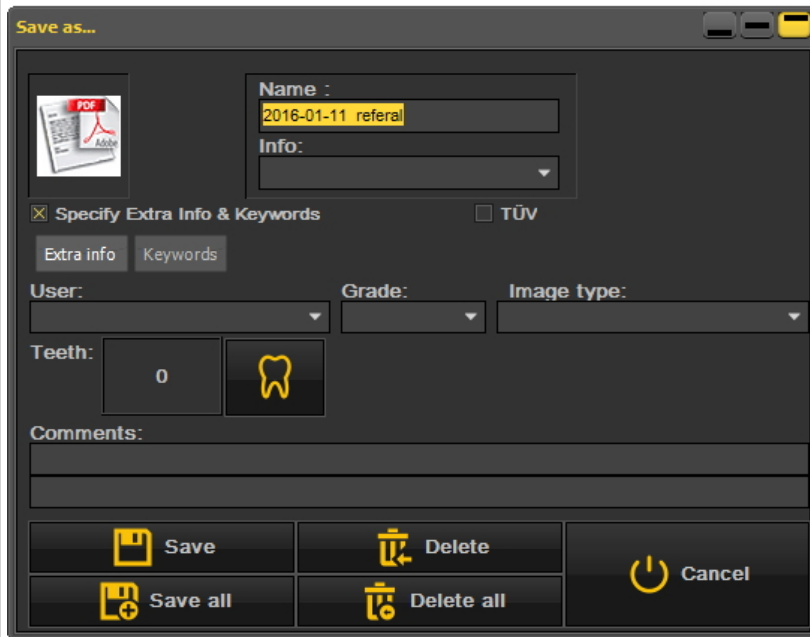 Save as...
PDF
Adobe
Name :
2016-01-11 referal
Info:
Specify Extra Info & Keywords
TÜV
Extra info
Keywords
User:
Grade:
Image type:
Teeth:
0
Comments:
Save
Delete
Cancel
Save all
Delete all